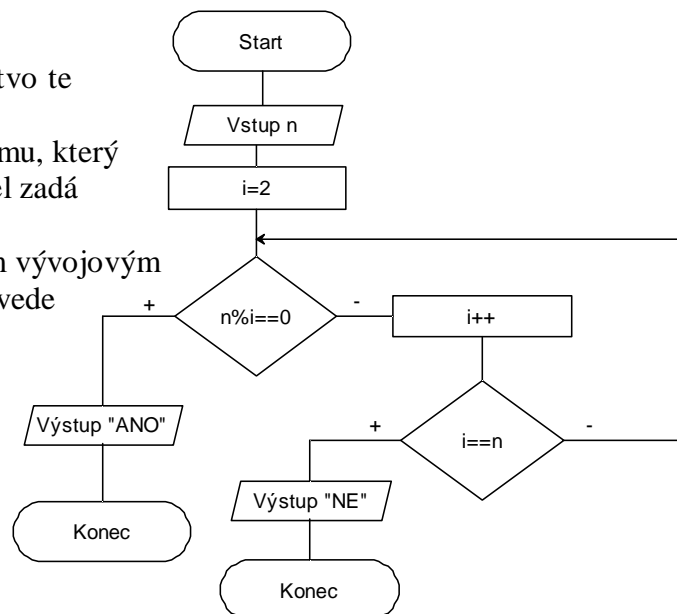 Start
tvo te
Vstup n
mu, který
el zadá
i=2
vývojovým
vede
+
n%i==0
-
i++
Výstup "ANO"
+
i==n
-
Výstup "NE"
Konec
Konec